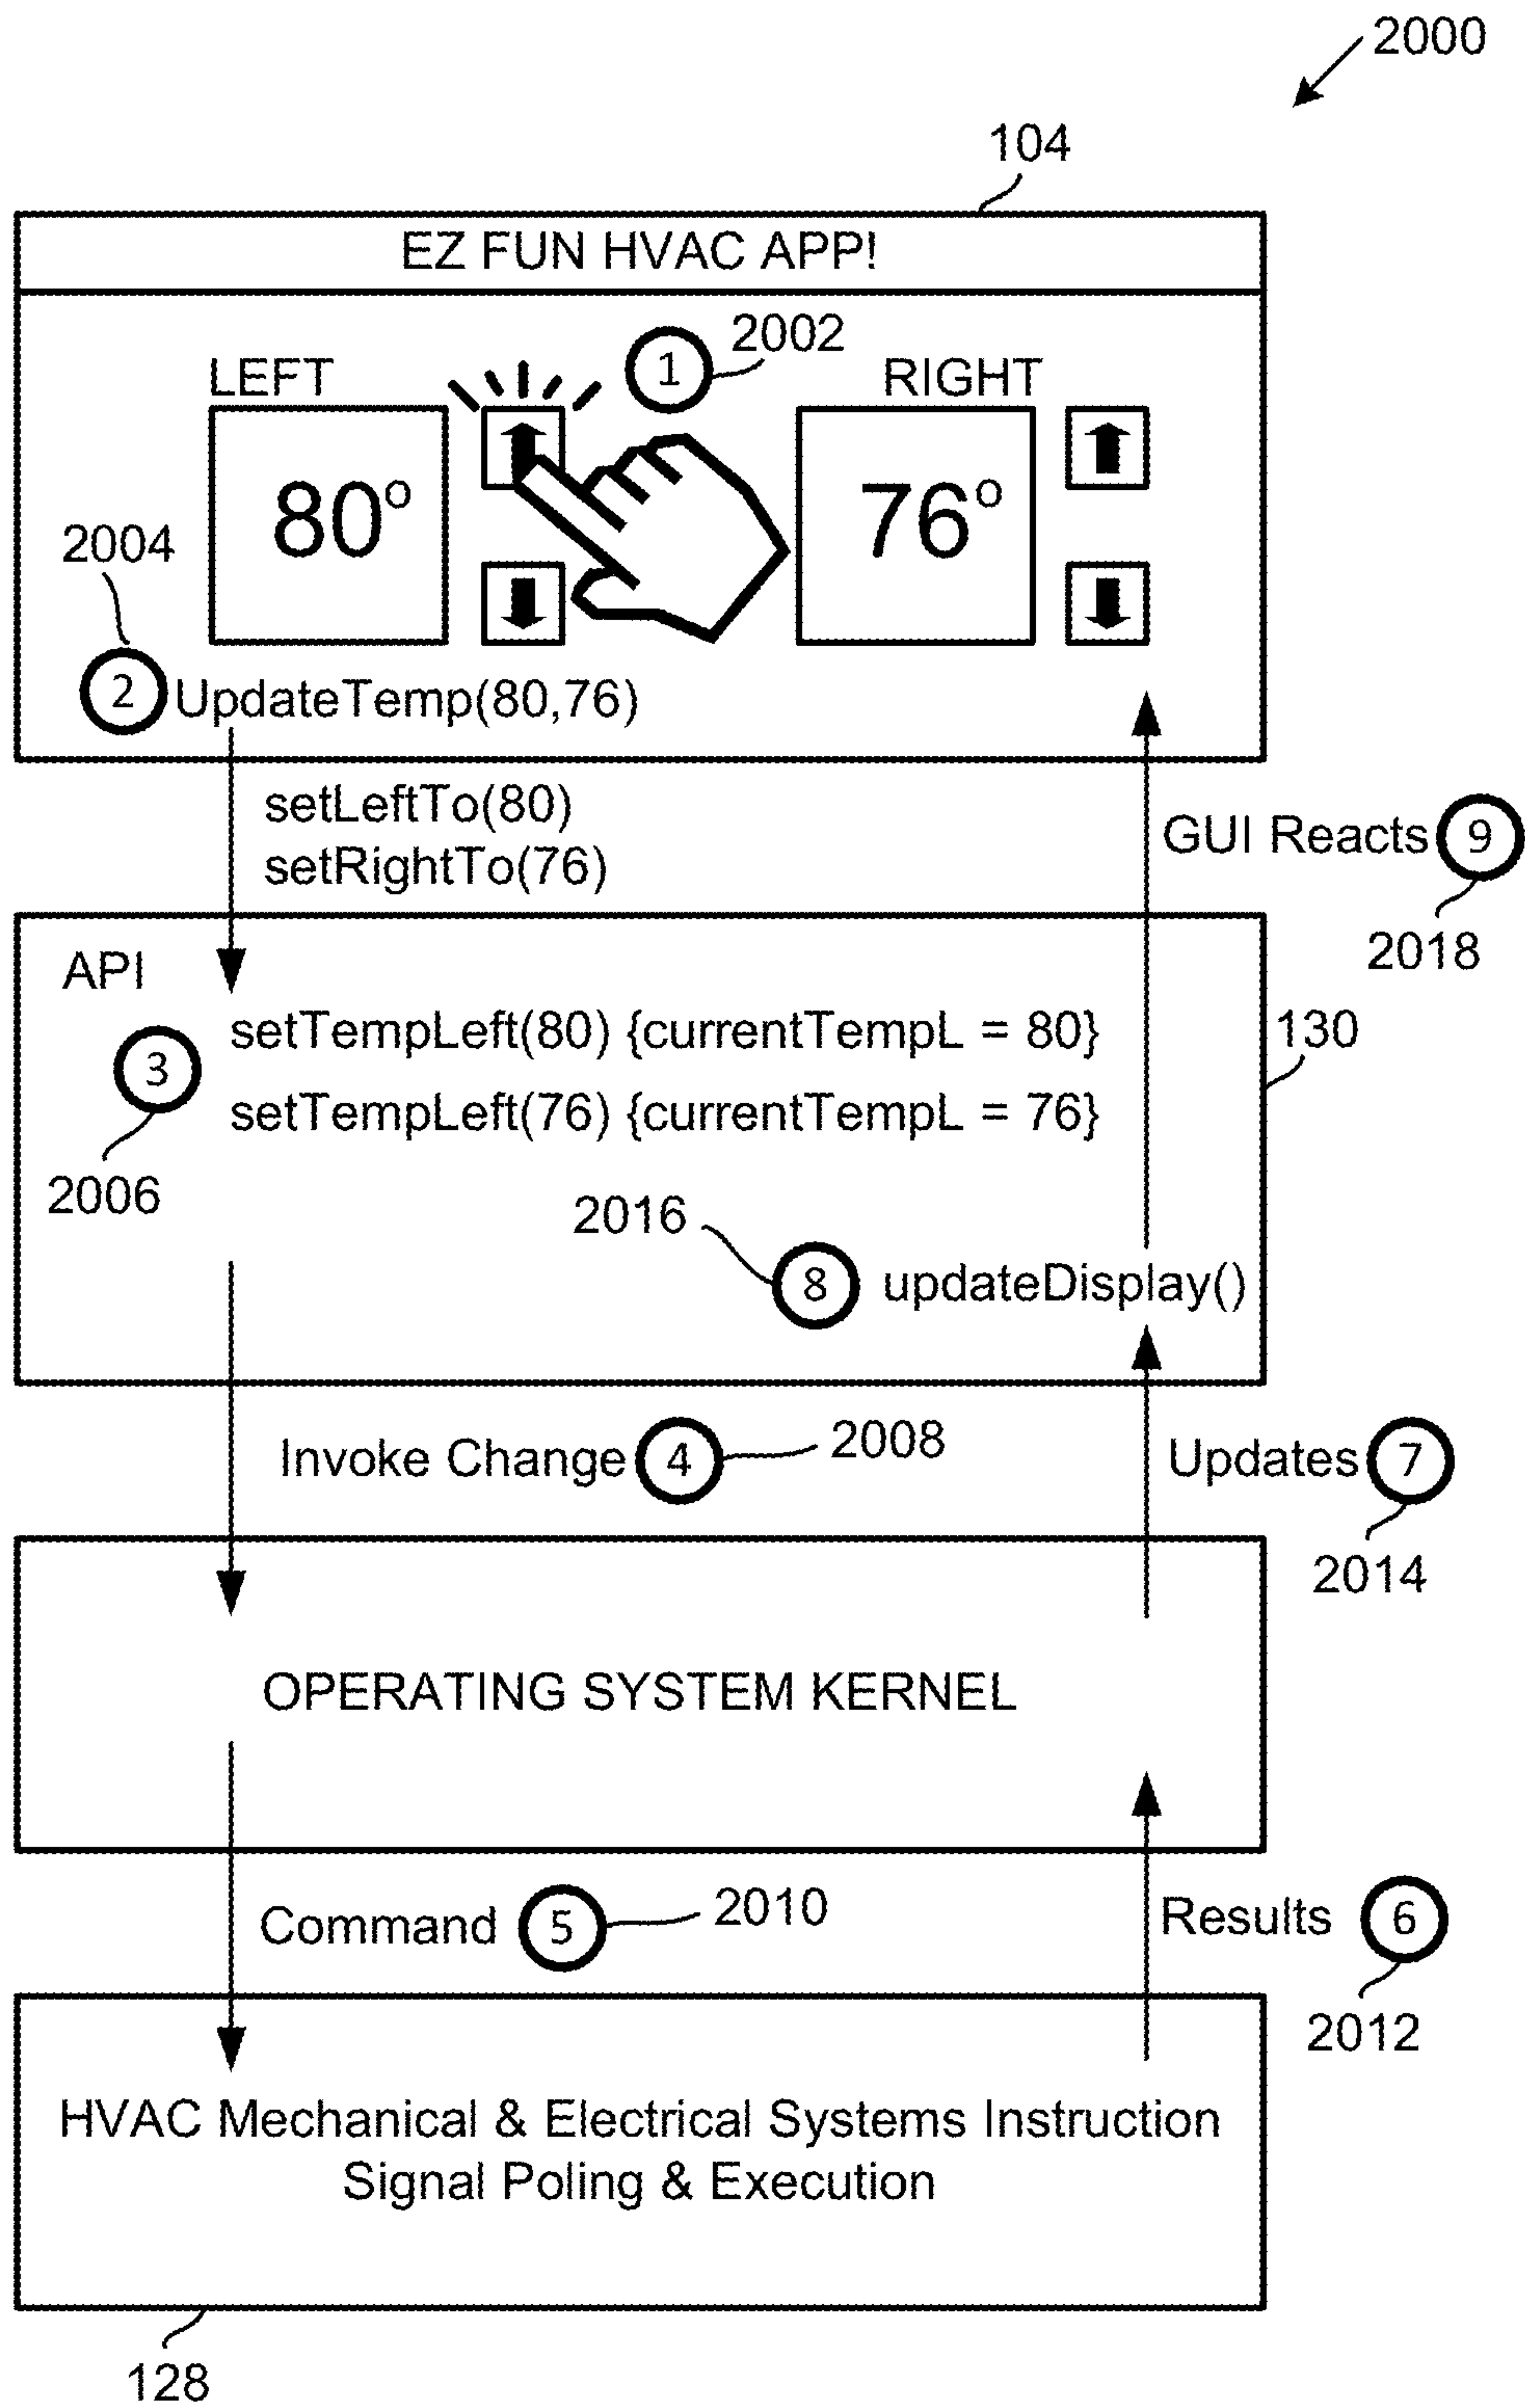 2000
104
EZ FUN HVAC APP!
1 2002
LEFT
RIGHT
80°
76°
2004
2 UpdateTemp(80,76)
setLeftTo(80)
setRightTo(76)
GUI Reacts 9
2018
API
130
3
setTempLeft(80) {currentTempL = 80}
setTempLeft(76) {currentTempL = 76}
2006
2016
8 updateDisplay()
Invoke Change 4 2008
Updates 7
2014
OPERATING SYSTEM KERNEL
Command 5 2010
Results 6
2012
HVAC Mechanical & Electrical Systems Instruction
Signal Poling & Execution
128